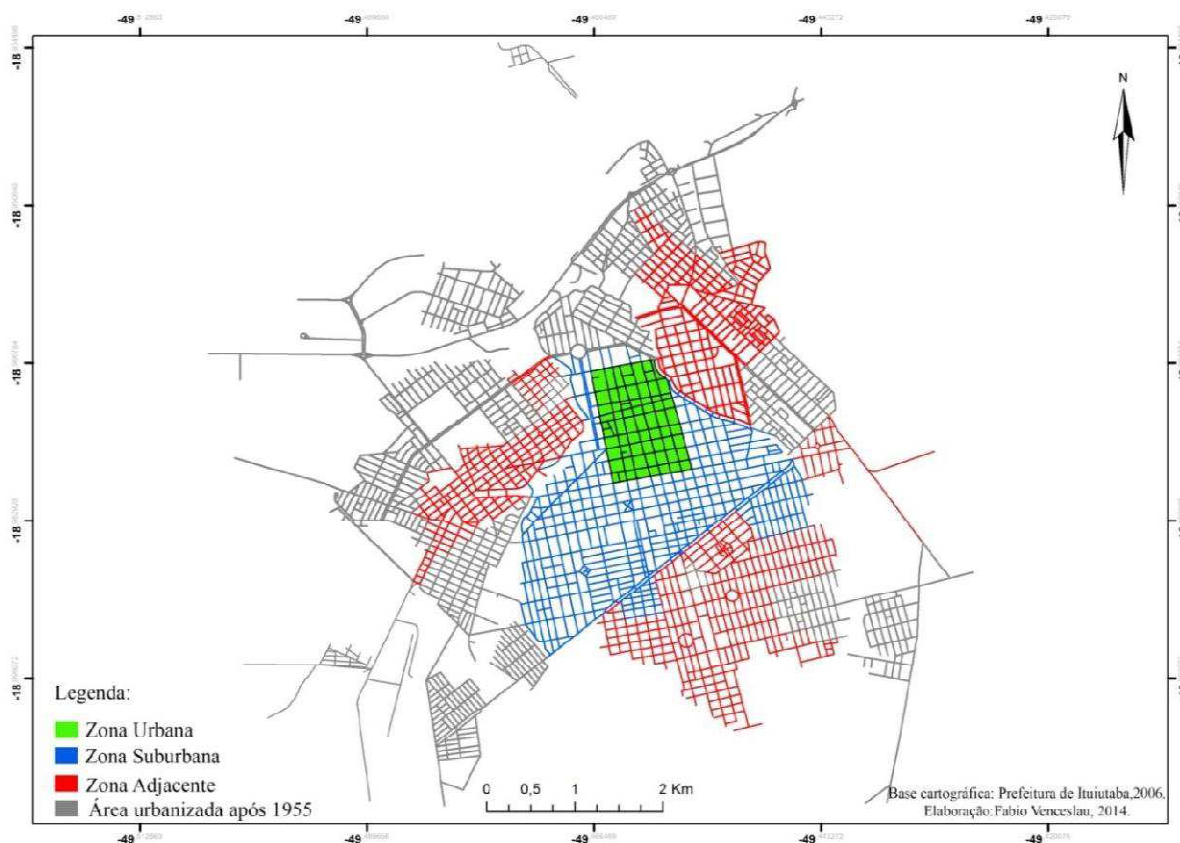 -49 -49 -49 -49 -49
N
-18
-18
-18
-18
-18
Legenda:
Zona Urbana
Zona Suburbana
Zona Adjacente
Área urbanizada após 1955
0 0,5 1 2 Km
Base cartográfica: Prefeitura de Ituiutaba,2006.
Elaboração:Fabio Venceslau, 2014.
-49 -49 -49 -49 -49